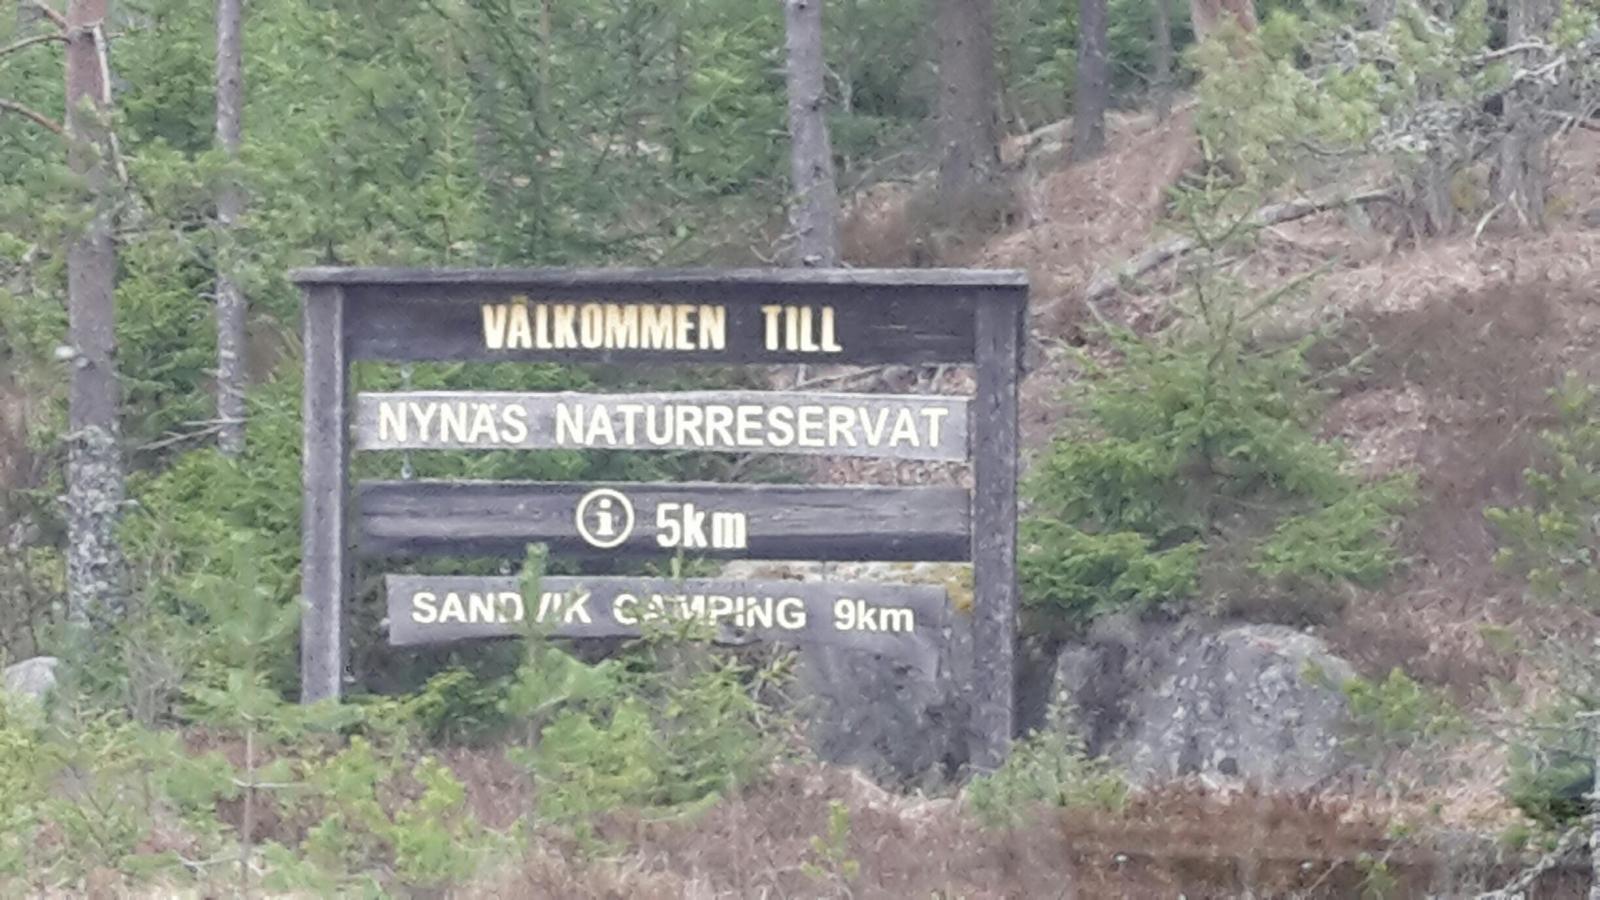 VÄLKOMMEN TILL
NYNÄS NATURRESERVAT
i 5km
SANDVIK CAMPING 9km